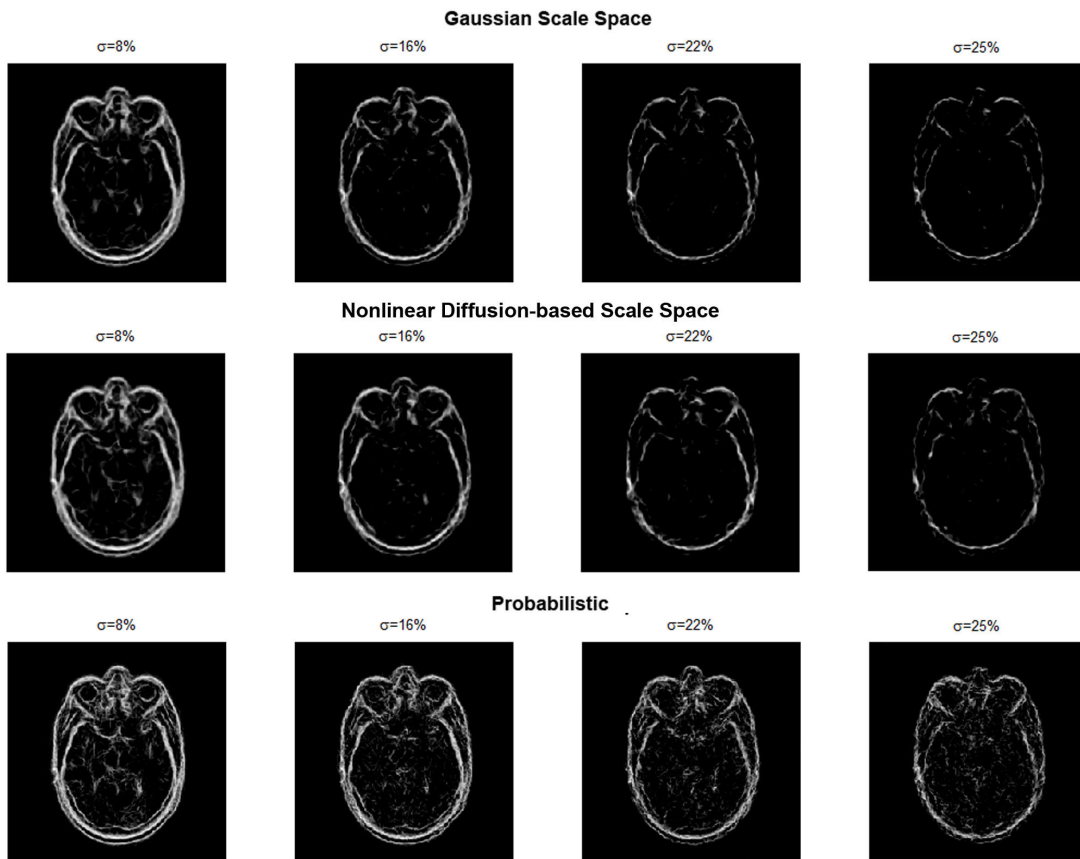 Gaussian Scale Space
σ=8% σ=16% σ=22% σ=25%
Nonlinear Diffusion-based Scale Space
σ=8% σ=16% σ=22% σ=25%
Probabilistic
σ=8% σ=16% σ=22% σ=25%